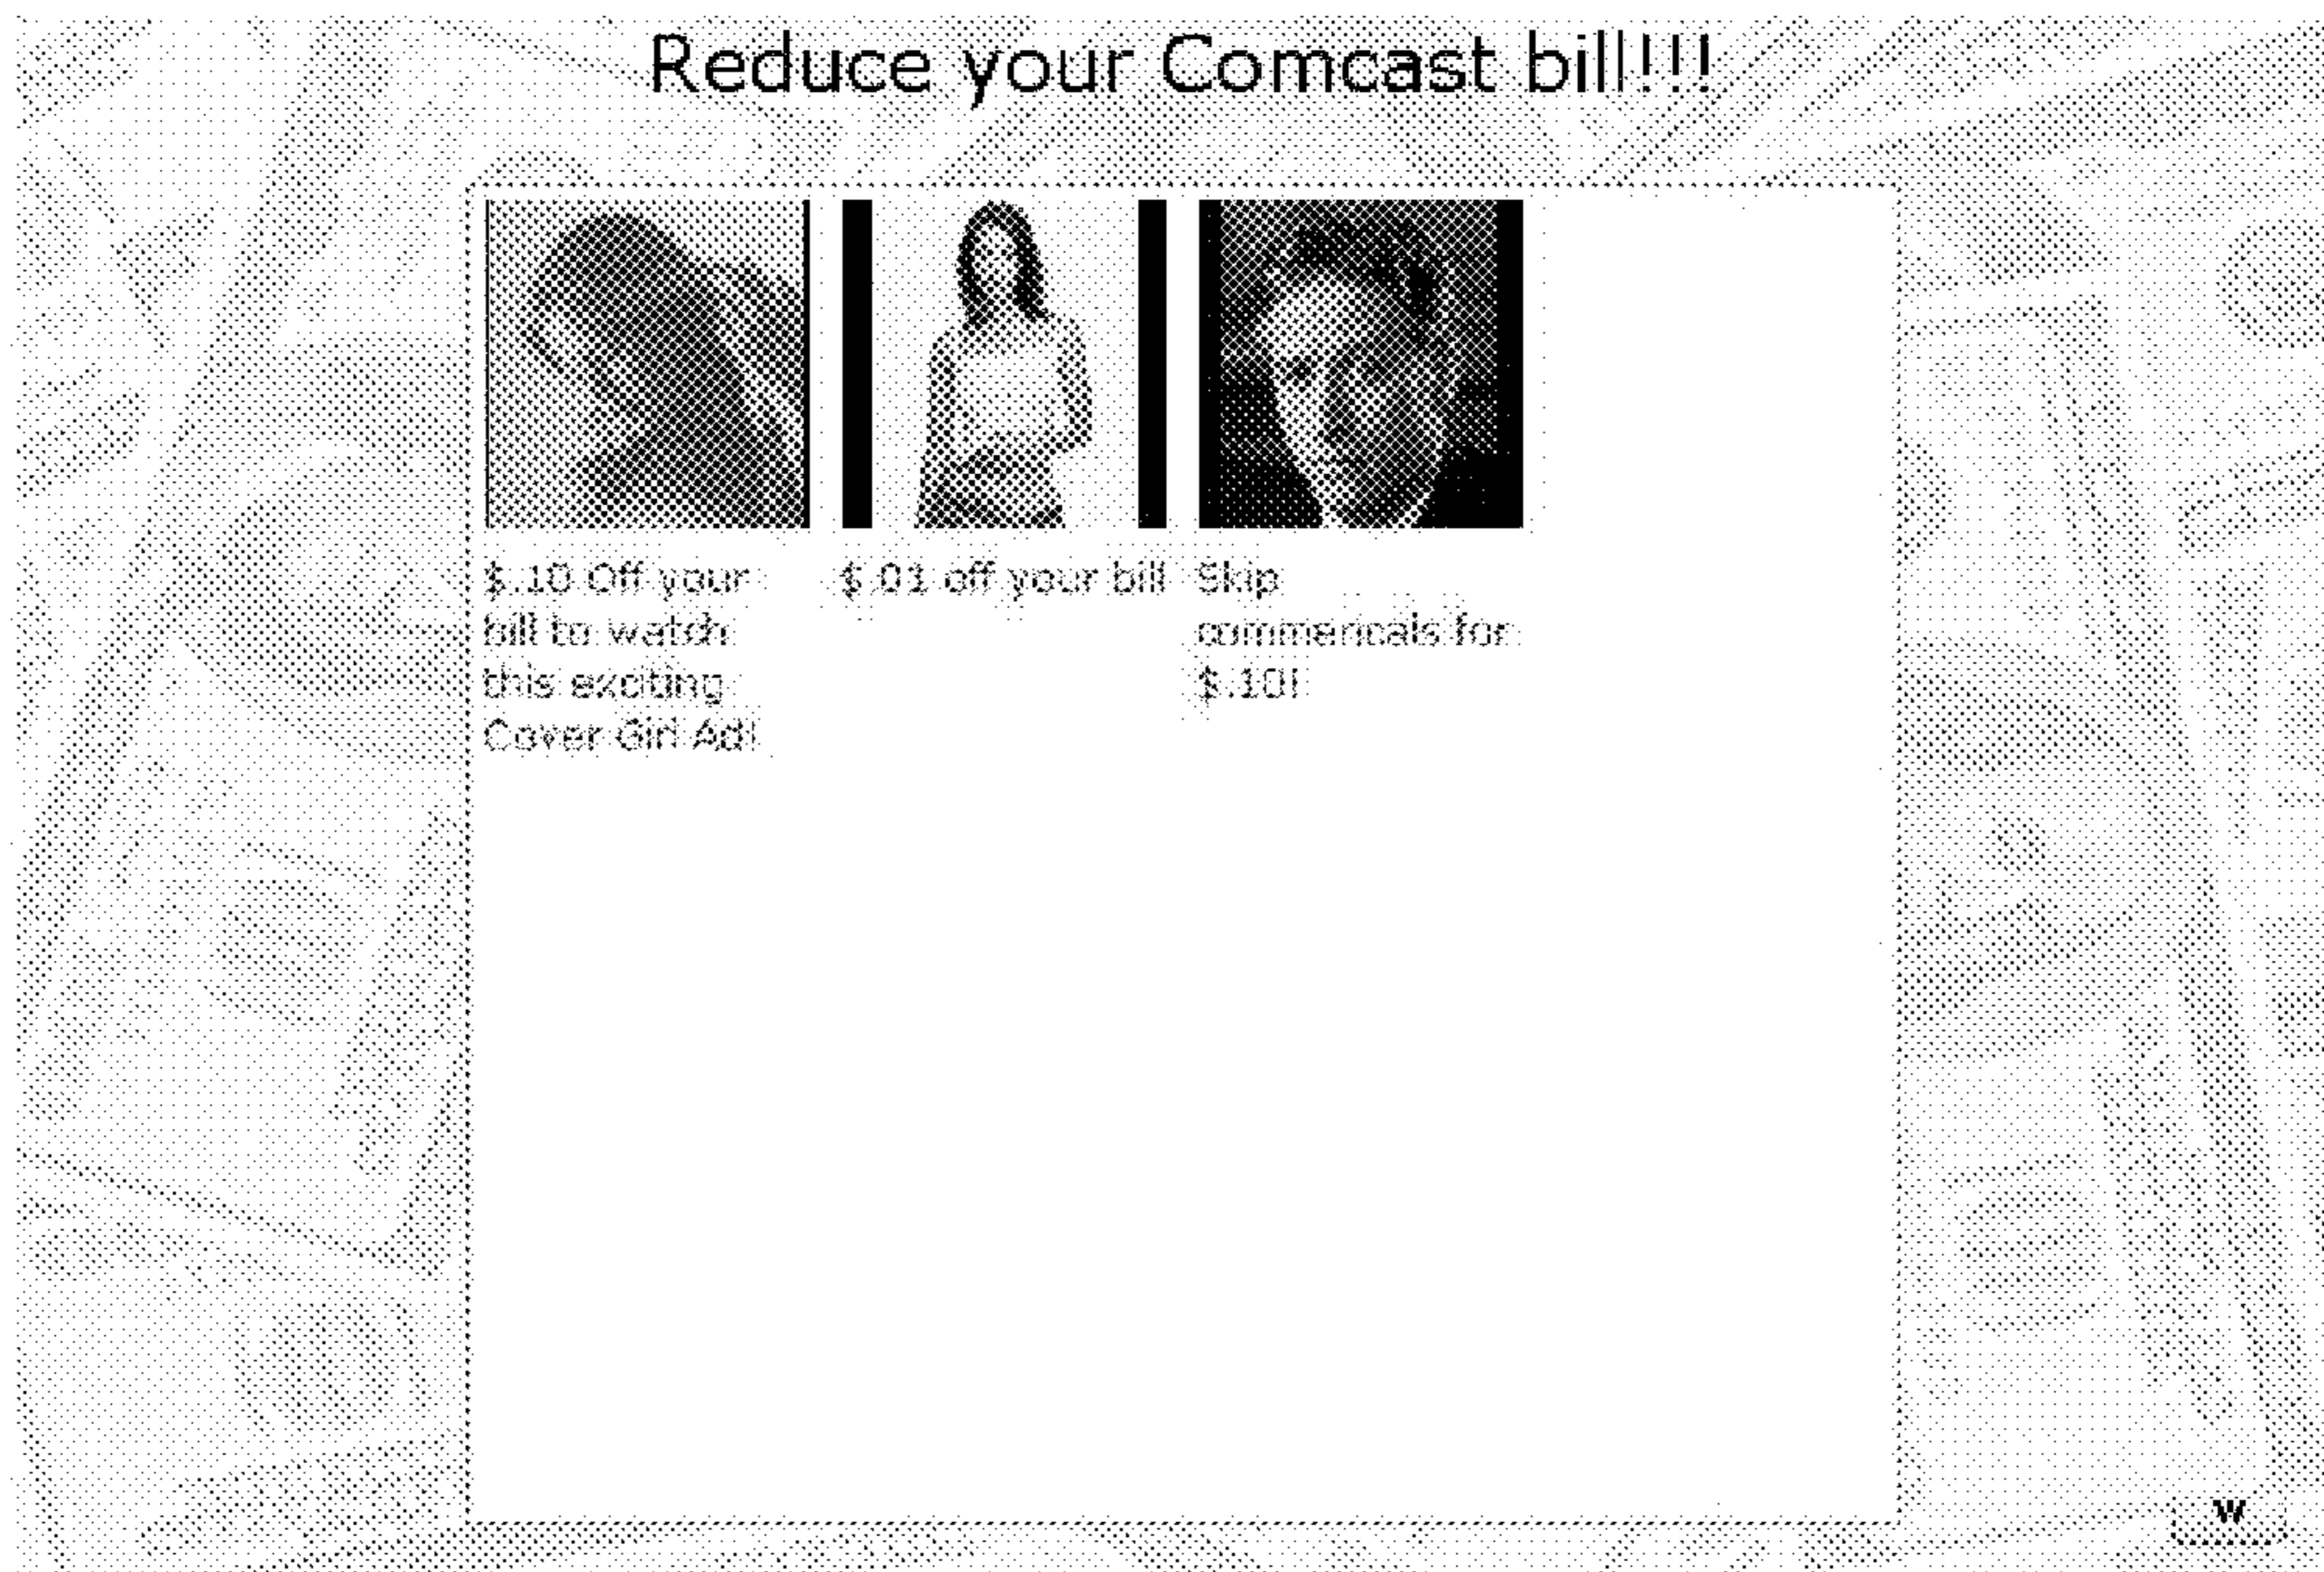 Reduce your Comcast bill!!!
$.10 Off your
bill to watch
this exciting
Cover Girl Ad!
$.01 off your bill
Skip
commericals for
$.10!
w